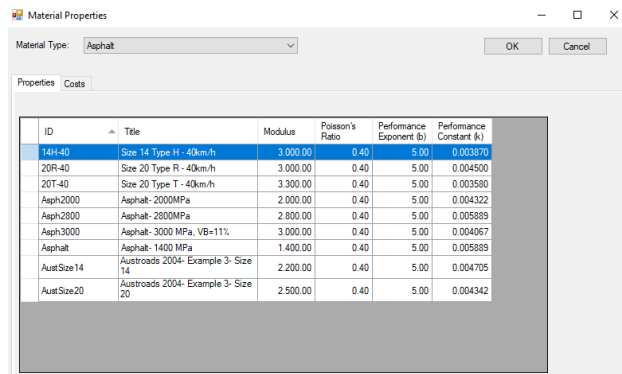 Material Properties
Material Type: Asphalt OK Cancel
Properties Costs
ID Title Modulus Poisson's Ratio Performance Exponent (b) Performance Constant (k)
14H-40 Size 14 Type H - 40km/h 3.000.00 0.40 5.00 0.003870
20R-40 Size 20 Type R - 40km/h 3.000.00 0.40 5.00 0.004500
20T-40 Size 20 Type T - 40km/h 3.300.00 0.40 5.00 0.003580
Asph2000 Asphalt- 2000MPa 2.000.00 0.40 5.00 0.004322
Asph2800 Asphalt- 2800MPa 2.800.00 0.40 5.00 0.005889
Asph3000 Asphalt- 3000 MPa, VB=11% 3.000.00 0.40 5.00 0.004067
Asphalt Asphalt- 1400 MPa 1.400.00 0.40 5.00 0.005889
AustSize14 Austroads 2004- Example 3- Size 14 2.200.00 0.40 5.00 0.004705
AustSize20 Austroads 2004- Example 3- Size 20 2.500.00 0.40 5.00 0.004342